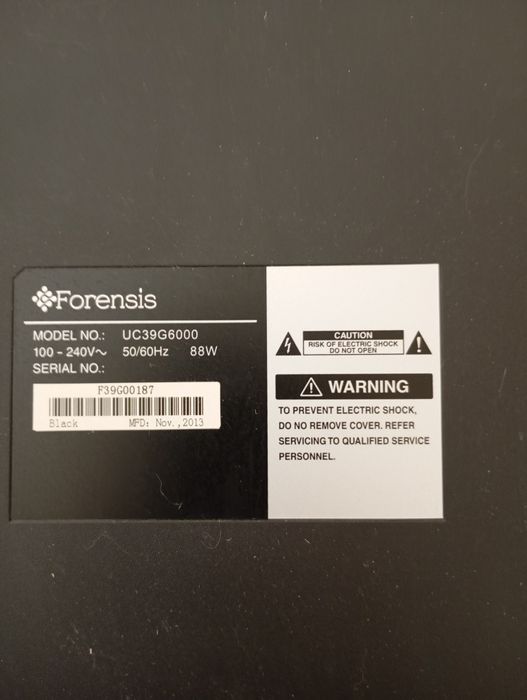 Forensis
MODEL NO.: UC39G6000
100 - 240V~ 50/60Hz 88W
SERIAL NO.:
F39G00187
Black MFD: Nov.,2013
CAUTION
RISK OF ELECTRIC SHOCK
DO NOT OPEN
WARNING
TO PREVENT ELECTRIC SHOCK,
DO NO REMOVE COVER. REFER
SERVICING TO QUALIFIED SERVICE
PERSONNEL.